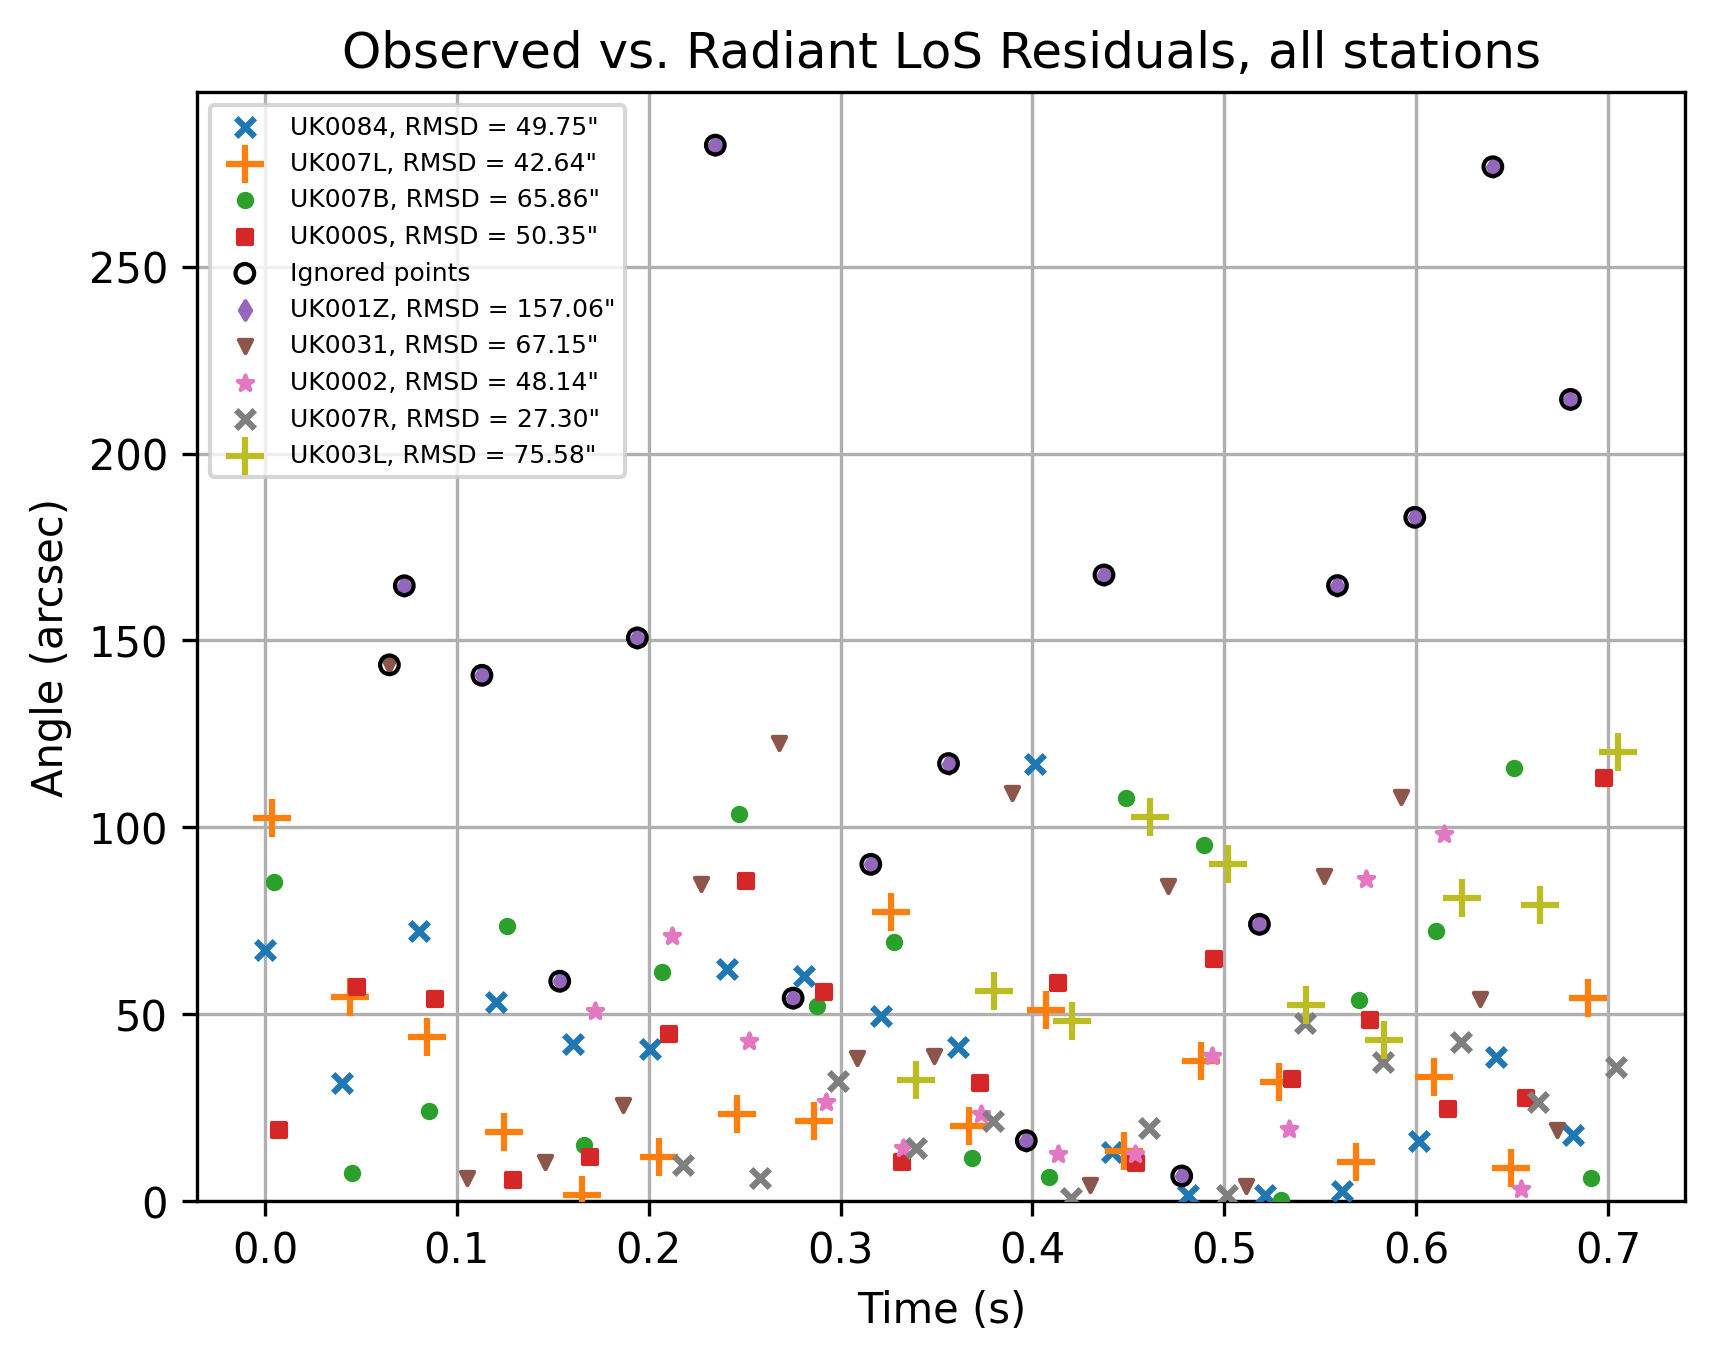 Observed vs. Radiant LoS Residuals, all stations
UK0084, RMSD = 49.75"
UK007L, RMSD = 42.64"
UK007B, RMSD = 65.86"
UK000S, RMSD = 50.35"
Ignored points
UK001Z, RMSD = 157.06"
UK0031, RMSD = 67.15"
UK0002, RMSD = 48.14"
UK007R, RMSD = 27.30"
UK003L, RMSD = 75.58"
Angle (arcsec)
250
200
150
100
50
0
0.0 0.1 0.2 0.3 0.4 0.5 0.6 0.7
Time (s)